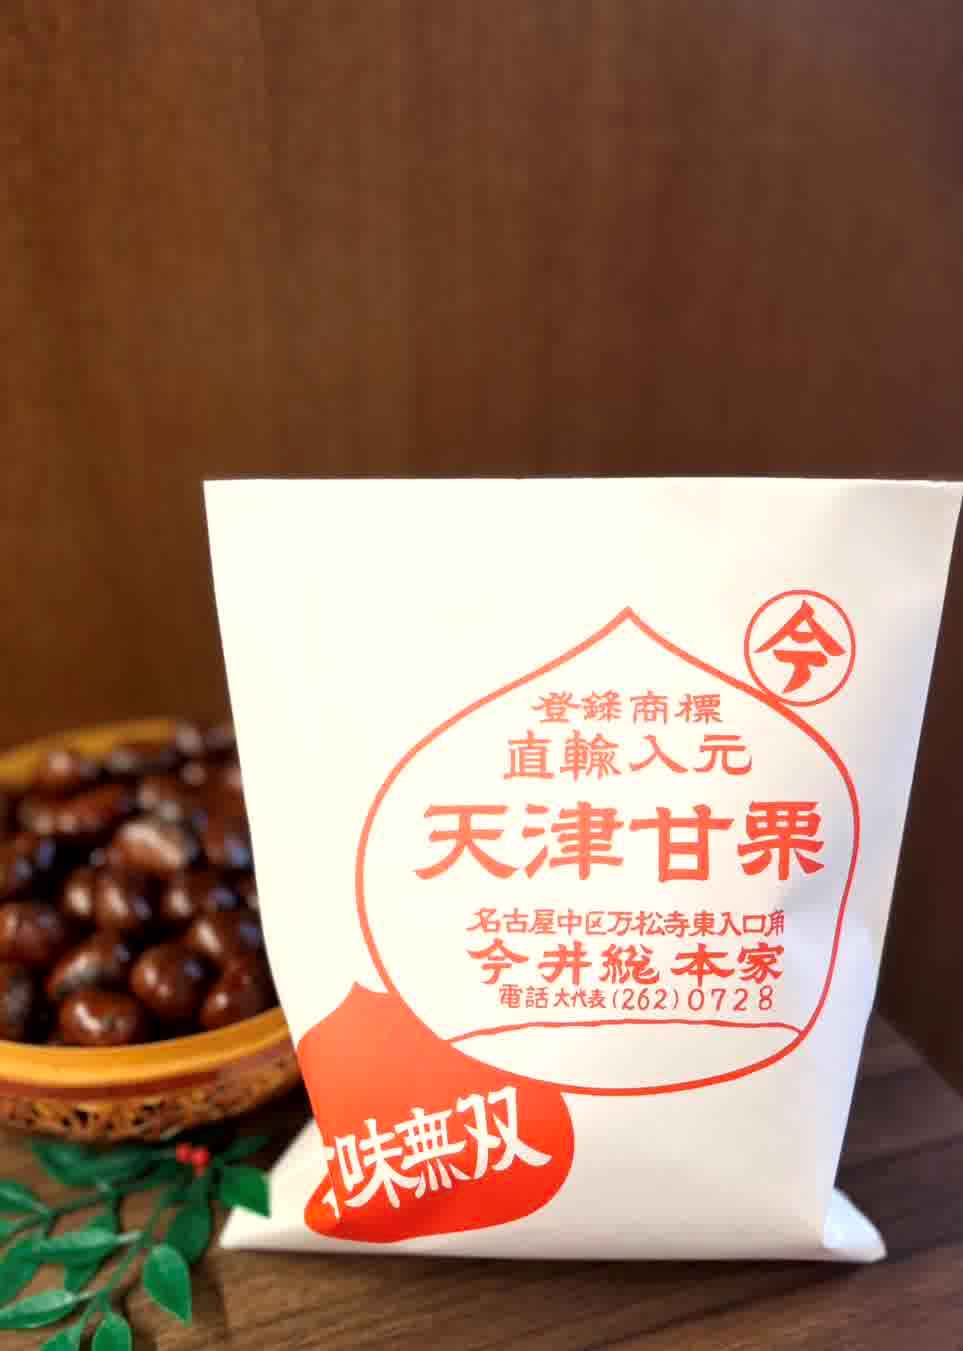 今
登録商標
直輸入元
天津甘栗
名古屋中区万松寺東入口角
今井総本家
電話大代表(262)0728
味無双